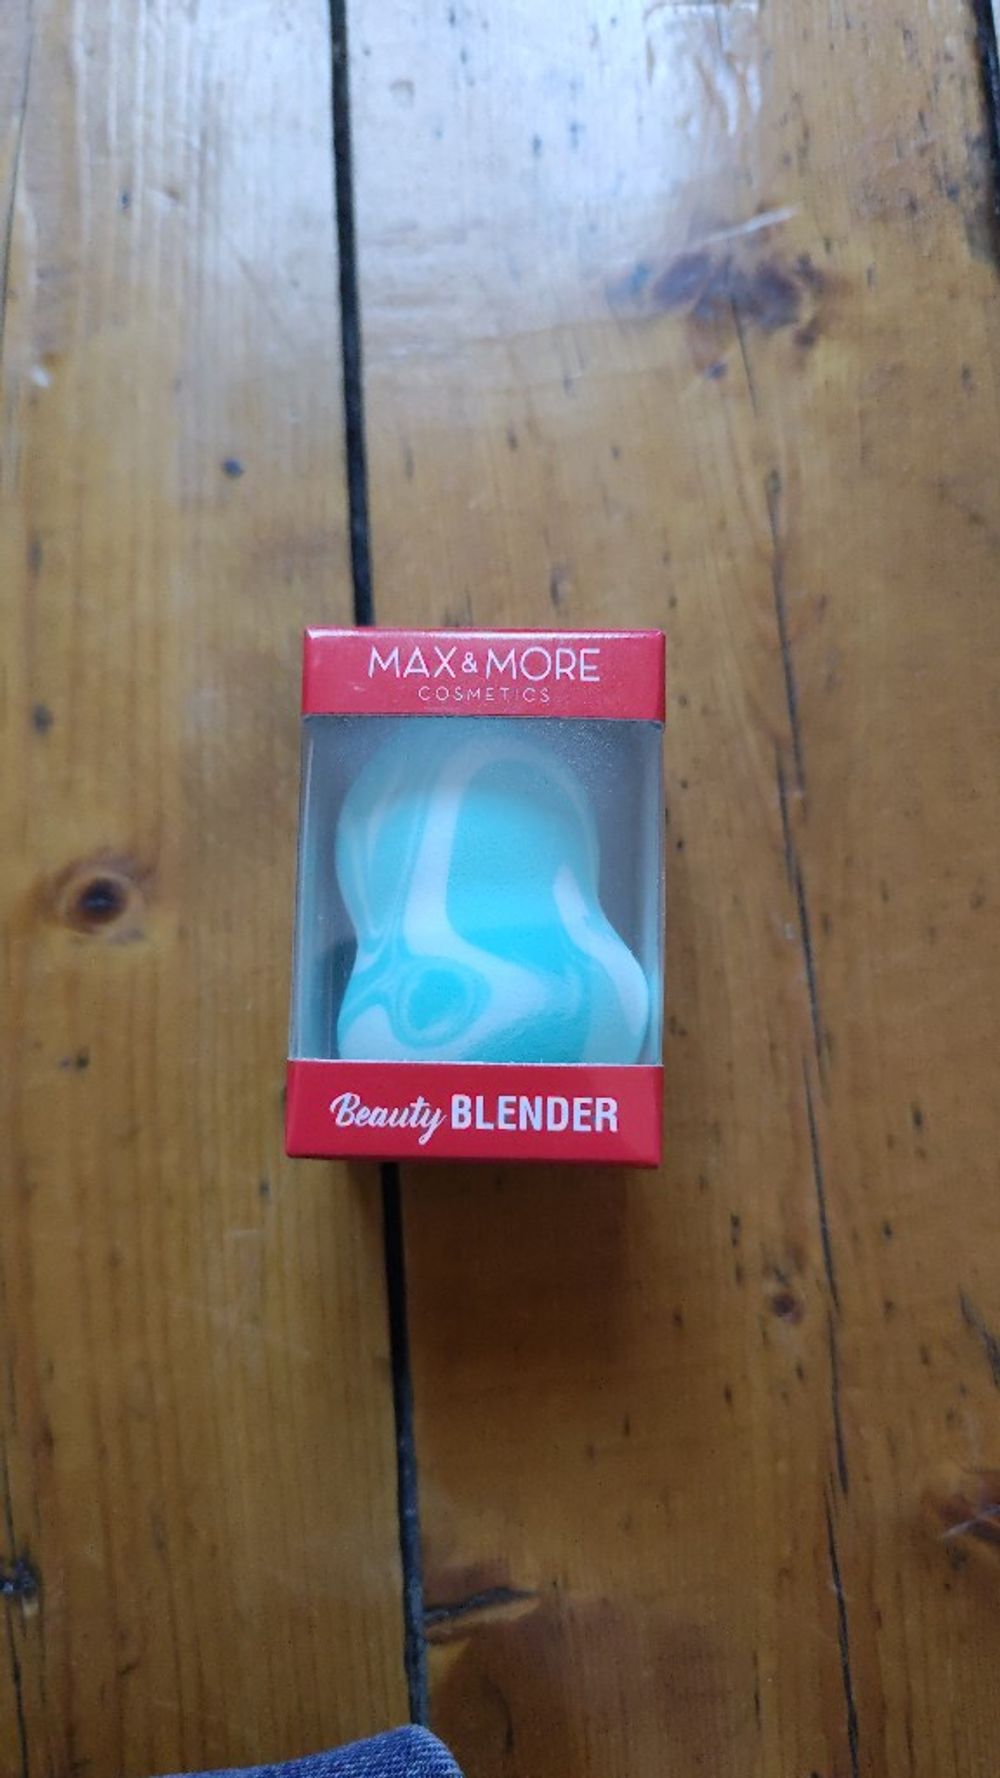 MAX & MORE
COSMETICS
Beauty BLENDER